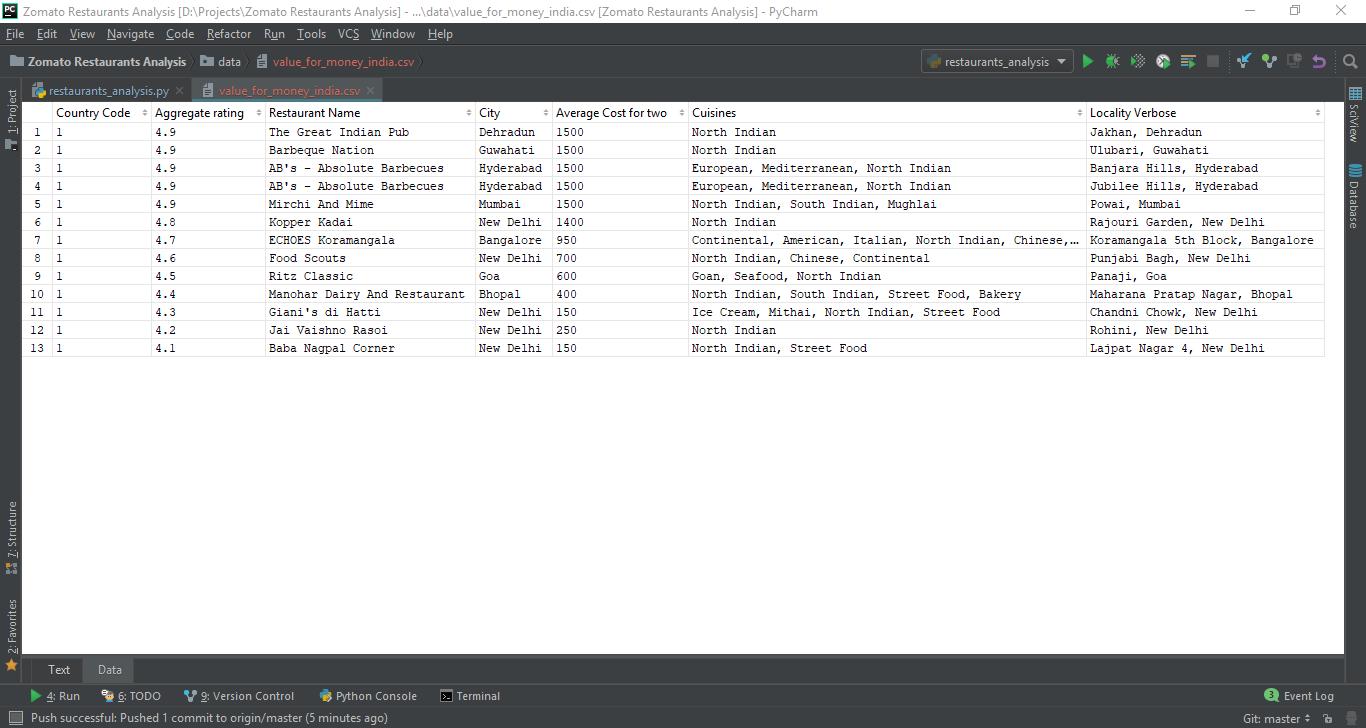 PC Zomato Restaurants Analysis [D:\Projects\Zomato Restaurants Analysis] - ...\data\value_for_money_india.csv [Zomato Restaurants Analysis] - PyCharm
File Edit View Navigate Code Refactor Run Tools VCS Window Help
Zomato Restaurants Analysis data value_for_money_india.csv restaurants_analysis
restaurants_analysis.py value_for_money_india.csv
1: Project
7: Structure
2: Favorites
Country Code Aggregate rating Restaurant Name City Average Cost for two Cuisines Locality Verbose
1 1 4.9 The Great Indian Pub Dehradun 1500 North Indian Jakhan, Dehradun
2 1 4.9 Barbeque Nation Guwahati 1500 North Indian Ulubari, Guwahati
3 1 4.9 AB's - Absolute Barbecues Hyderabad 1500 European, Mediterranean, North Indian Banjara Hills, Hyderabad
4 1 4.9 AB's - Absolute Barbecues Hyderabad 1500 European, Mediterranean, North Indian Jubilee Hills, Hyderabad
5 1 4.9 Mirchi And Mime Mumbai 1500 North Indian, South Indian, Mughlai Powai, Mumbai
6 1 4.8 Kopper Kadai New Delhi 1400 North Indian Rajouri Garden, New Delhi
7 1 4.7 ECHOES Koramangala Bangalore 950 Continental, American, Italian, North Indian, Chinese,... Koramangala 5th Block, Bangalore
8 1 4.6 Food Scouts New Delhi 700 North Indian, Chinese, Continental Punjabi Bagh, New Delhi
9 1 4.5 Ritz Classic Goa 600 Goan, Seafood, North Indian Panaji, Goa
10 1 4.4 Manohar Dairy And Restaurant Bhopal 400 North Indian, South Indian, Street Food, Bakery Maharana Pratap Nagar, Bhopal
11 1 4.3 Giani's di Hatti New Delhi 150 Ice Cream, Mithai, North Indian, Street Food Chandni Chowk, New Delhi
12 1 4.2 Jai Vaishno Rasoi New Delhi 250 North Indian Rohini, New Delhi
13 1 4.1 Baba Nagpal Corner New Delhi 150 North Indian, Street Food Lajpat Nagar 4, New Delhi
SciView
Database
Text Data
4: Run 6: TODO 9: Version Control Python Console Terminal 3 Event Log
Push successful: Pushed 1 commit to origin/master (5 minutes ago) Git: master